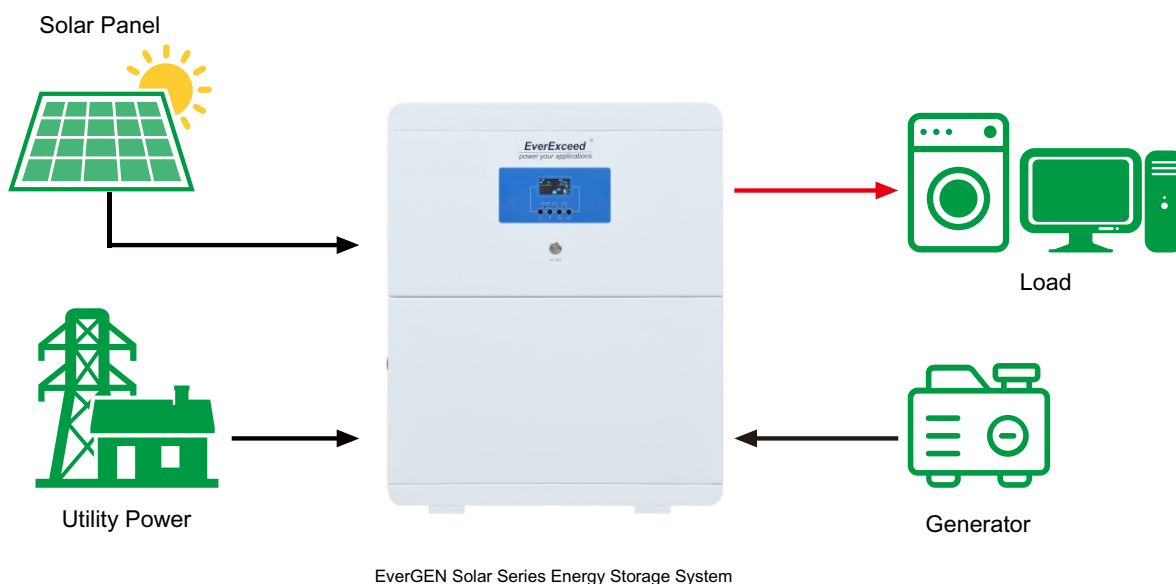 Solar Panel
EverExceed ®
power your applications
Load
Utility Power
Generator
EverGEN Solar Series Energy Storage System